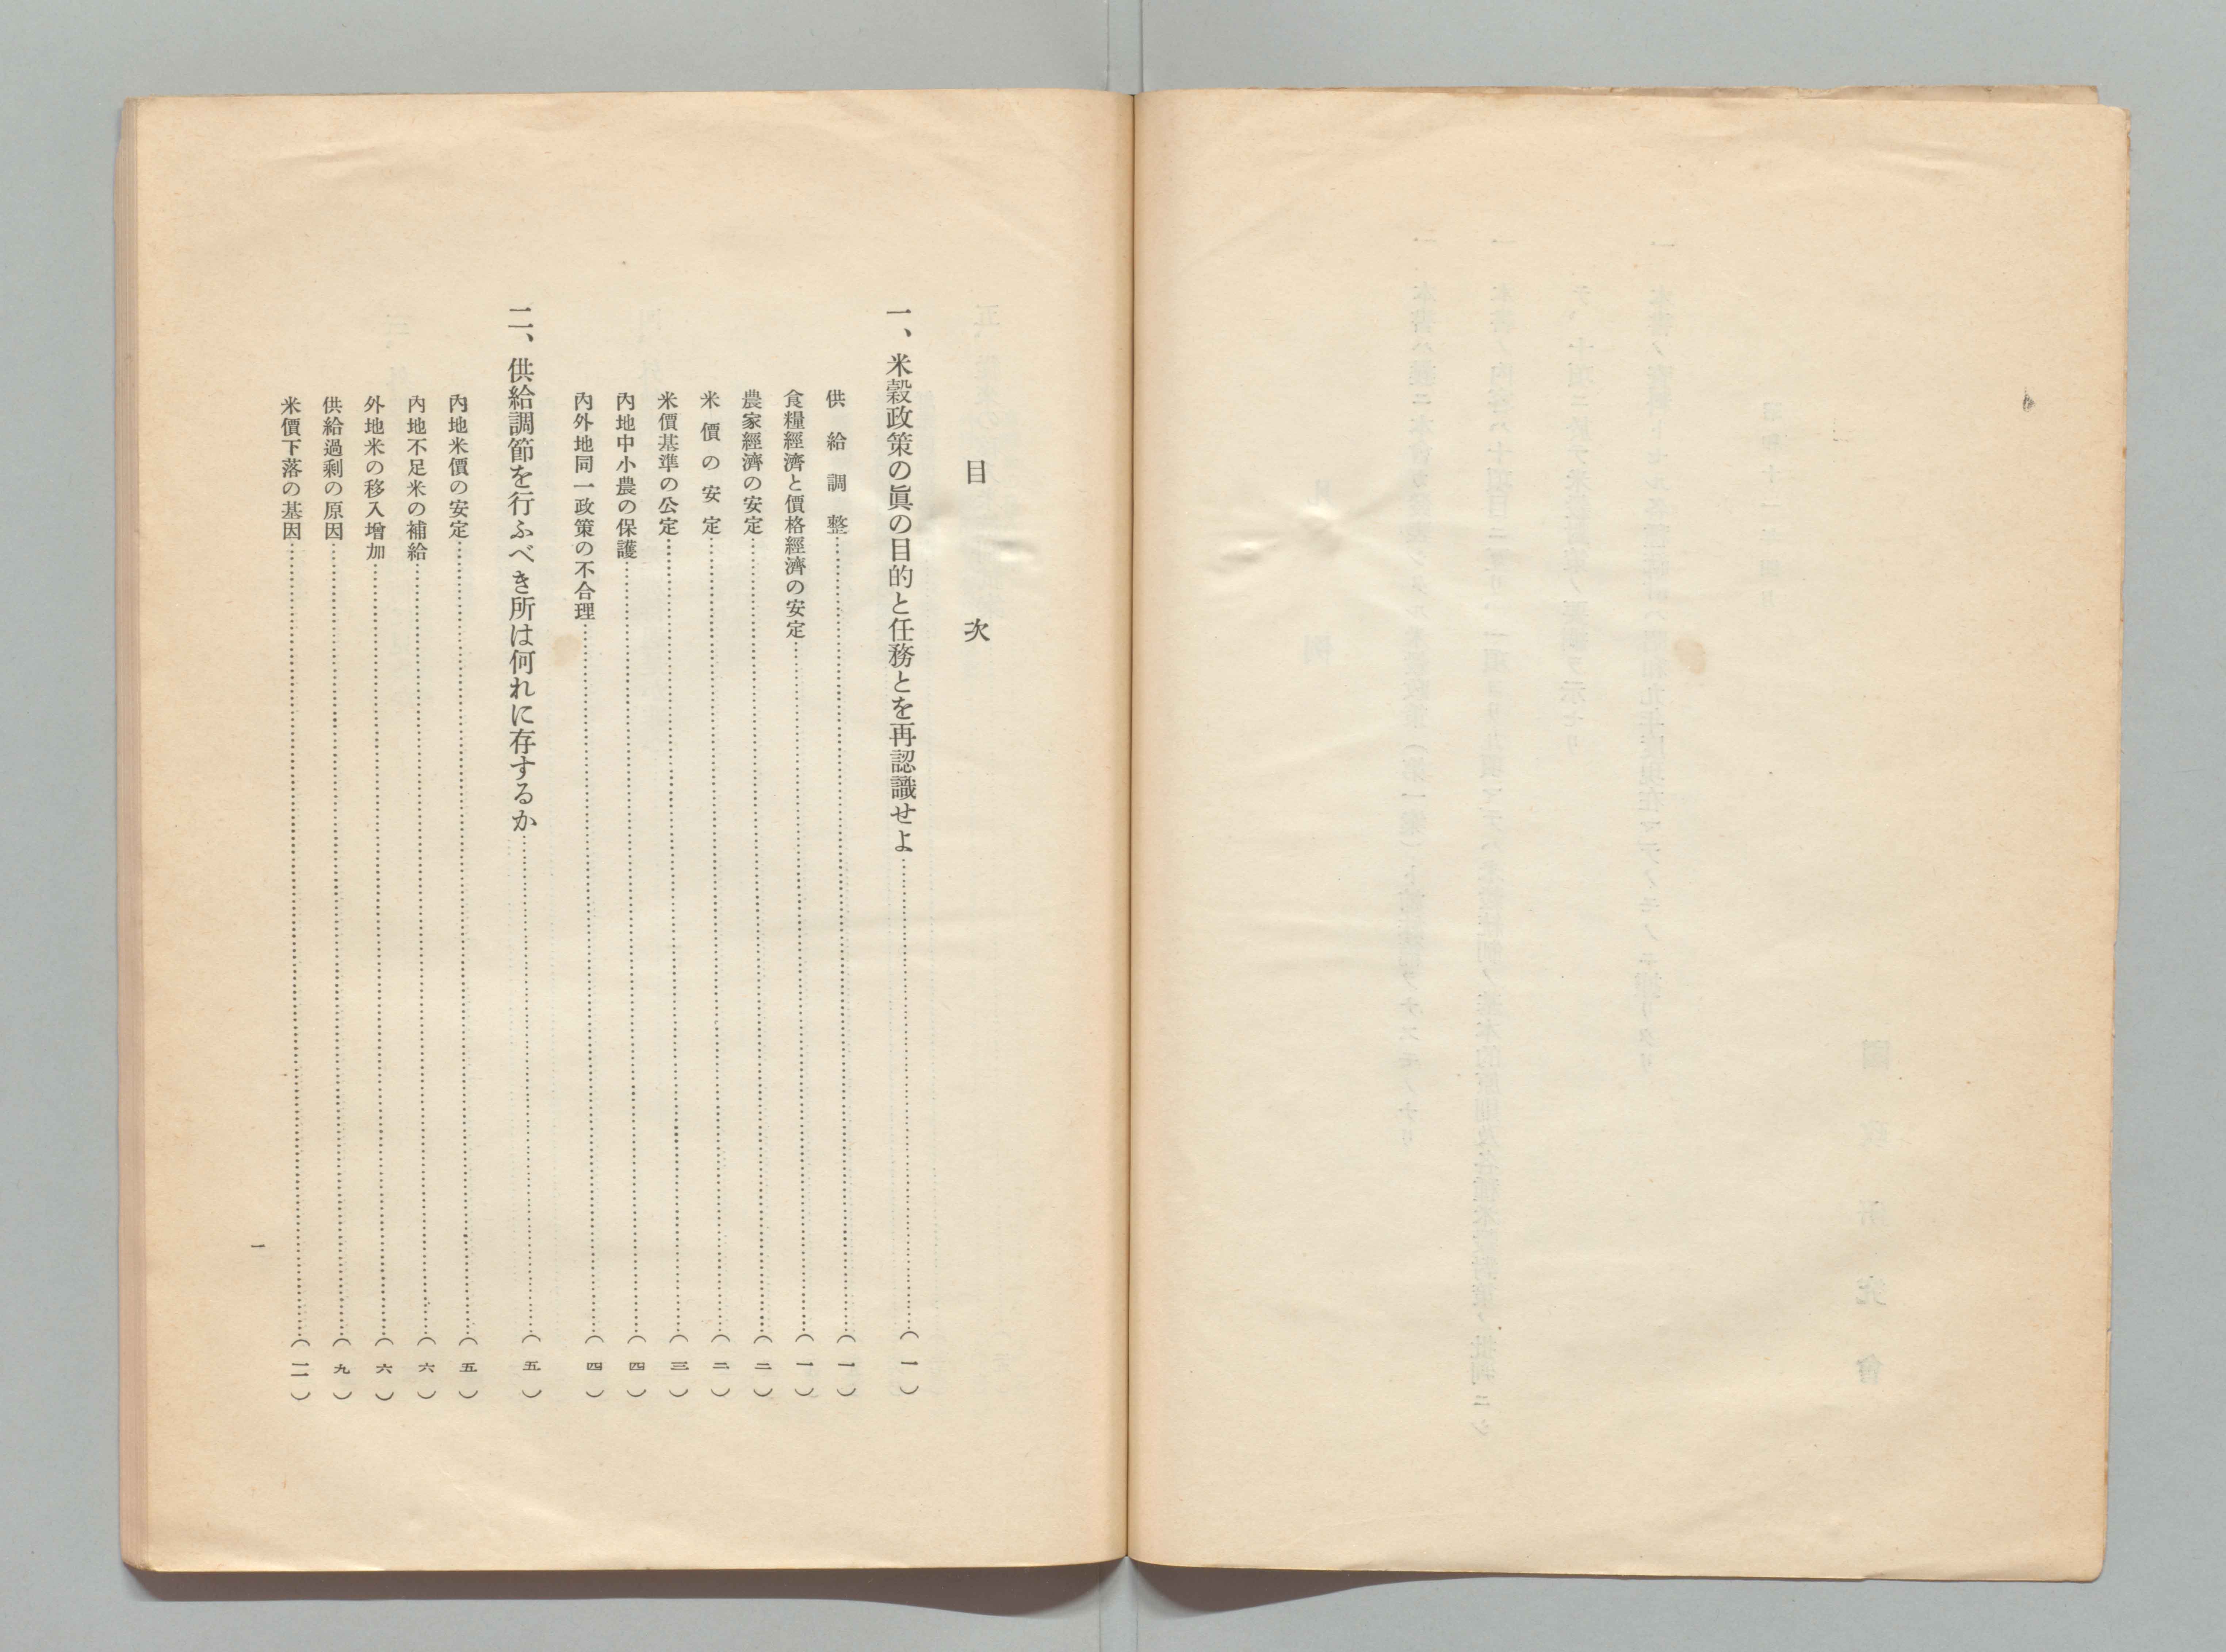 目次
一、米穀政策の眞の目的と任務とを再認識せよ……(一)
供給調整……(一)
食糧經濟と價格經濟の安定……(一)
農家經濟の安定……(二)
米價の安定……(二)
米價基準の公定……(三)
內地中小農の保護……(四)
內外地同一政策の不合理……(四)
二、供給調節を行ふべき所は何れに存するか……(五)
內地米價の安定……(五)
內地不足米の補給……(六)
外地米の移入增加……(六)
供給過剩の原因……(九)
米價下落の基因……(一二)
一